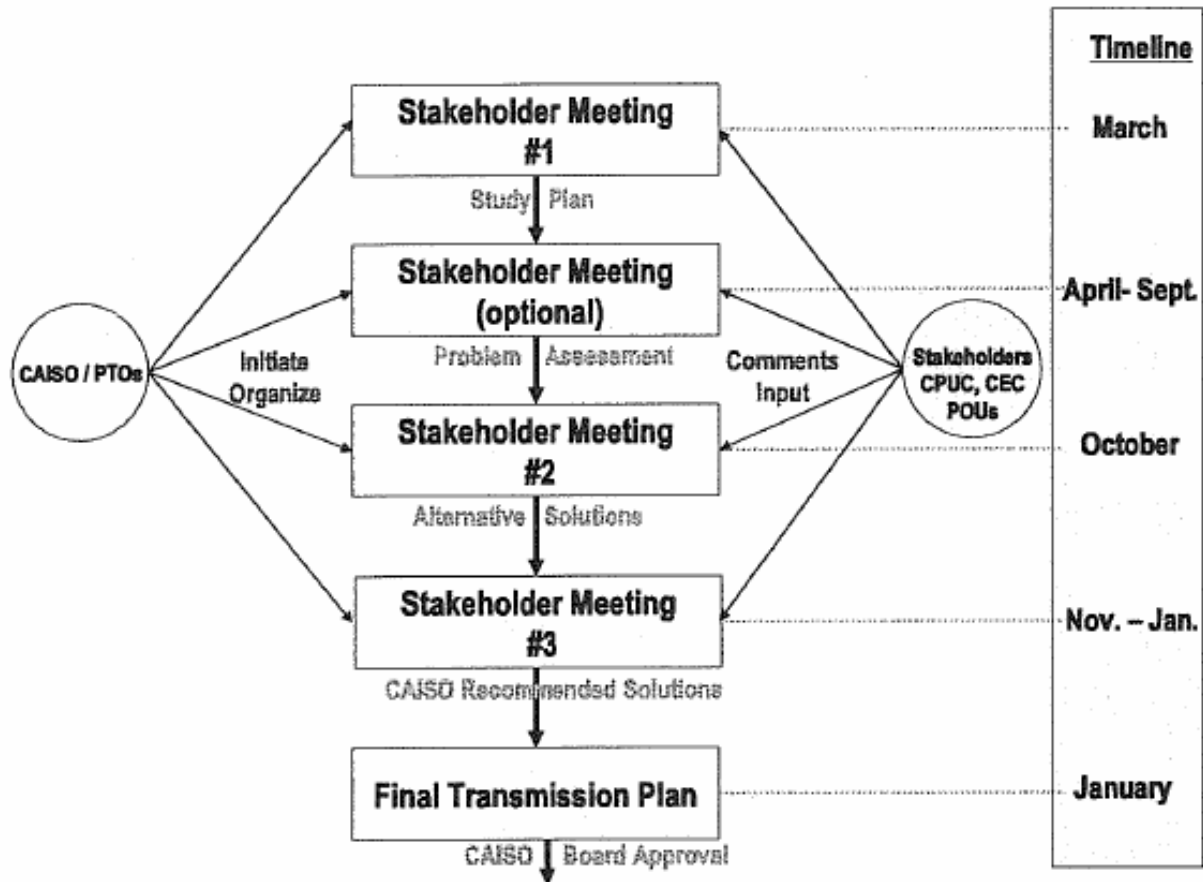 Timeline
Stakeholder Meeting
#1
March
Study Plan
Stakeholder Meeting
(optional)
April- Sept.
Problem Assessment
CAISO / PTOs
Initiate
Organize
Comments
Input
Stakeholders
CPUC, CEC
POUs
Stakeholder Meeting
#2
October
Alternative Solutions
Stakeholder Meeting
#3
Nov. – Jan.
CAISO Recommended Solutions
Final Transmission Plan
January
CAISO Board Approval